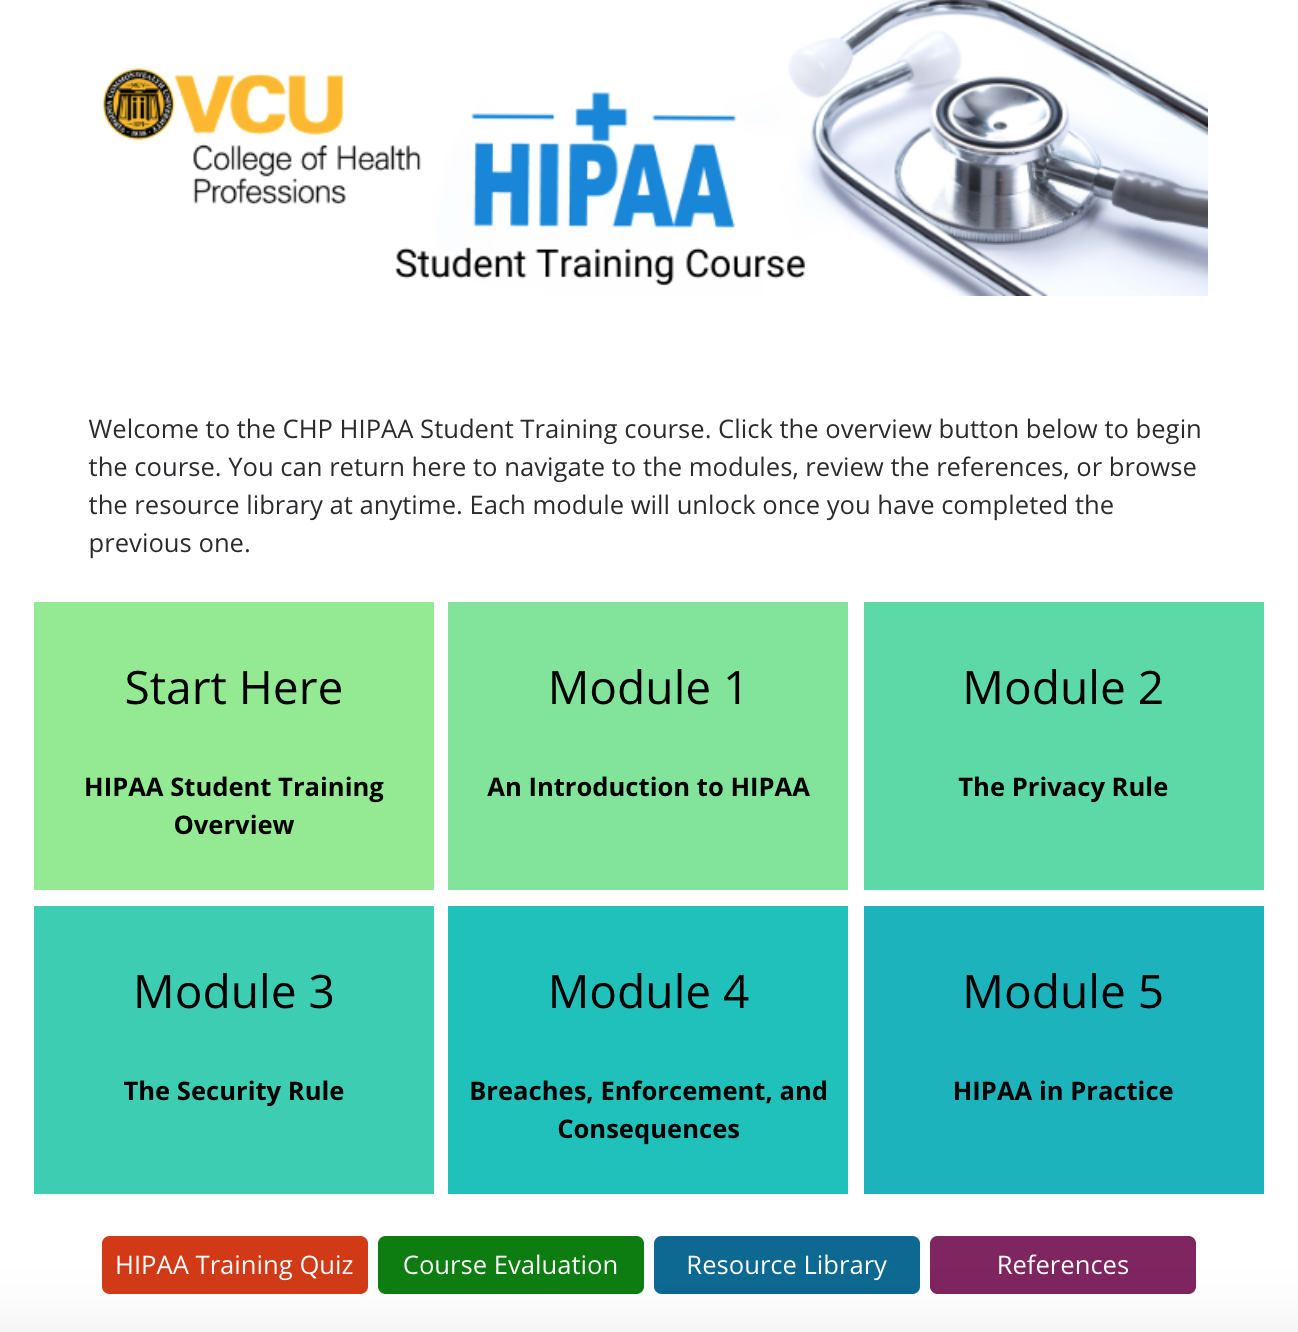 VCU
College of Health
Professions
HIPAA
Student Training Course
Welcome to the CHP HIPAA Student Training course. Click the overview button below to begin
the course. You can return here to navigate to the modules, review the references, or browse
the resource library at anytime. Each module will unlock once you have completed the
previous one.
Start Here
HIPAA Student Training
Overview
Module 1
An Introduction to HIPAA
Module 2
The Privacy Rule
Module 3
The Security Rule
Module 4
Breaches, Enforcement, and
Consequences
Module 5
HIPAA in Practice
HIPAA Training Quiz
Course Evaluation
Resource Library
References